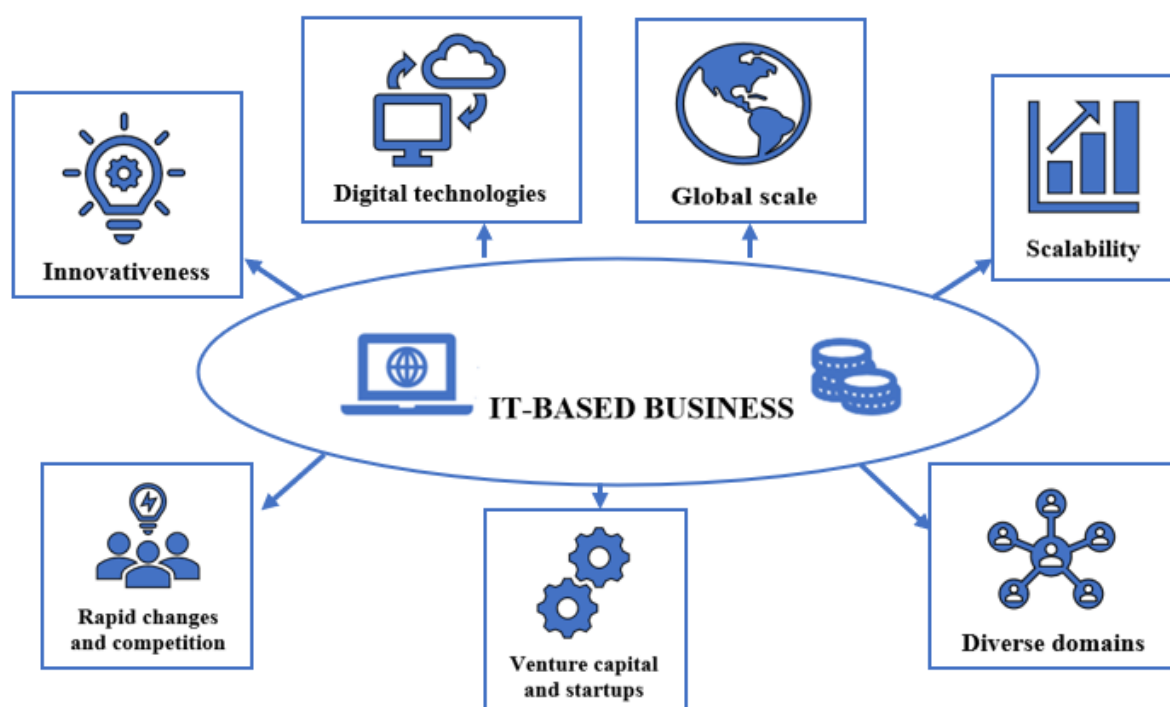 Digital technologies
Global scale
Innovativeness
Scalability
IT-BASED BUSINESS
Rapid changes
and competition
Venture capital
and startups
Diverse domains